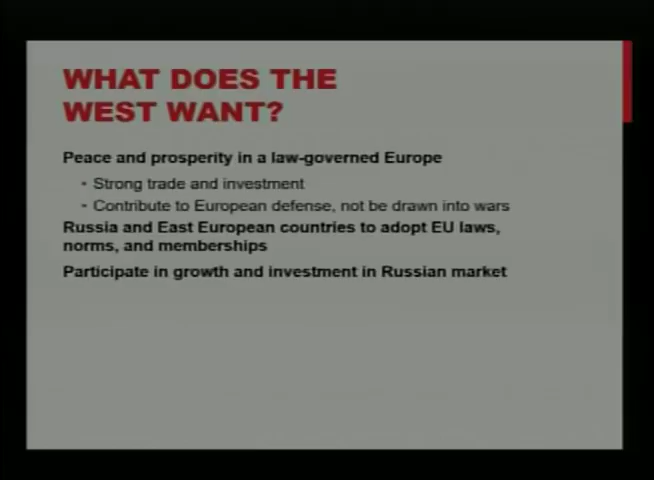 WHAT DOES THE
WEST WANT?
Peace and prosperity in a law-governed Europe
• Strong trade and investment
• Contribute to European defense, not be drawn into wars
Russia and East European countries to adopt EU laws,
norms, and memberships
Participate in growth and investment in Russian market